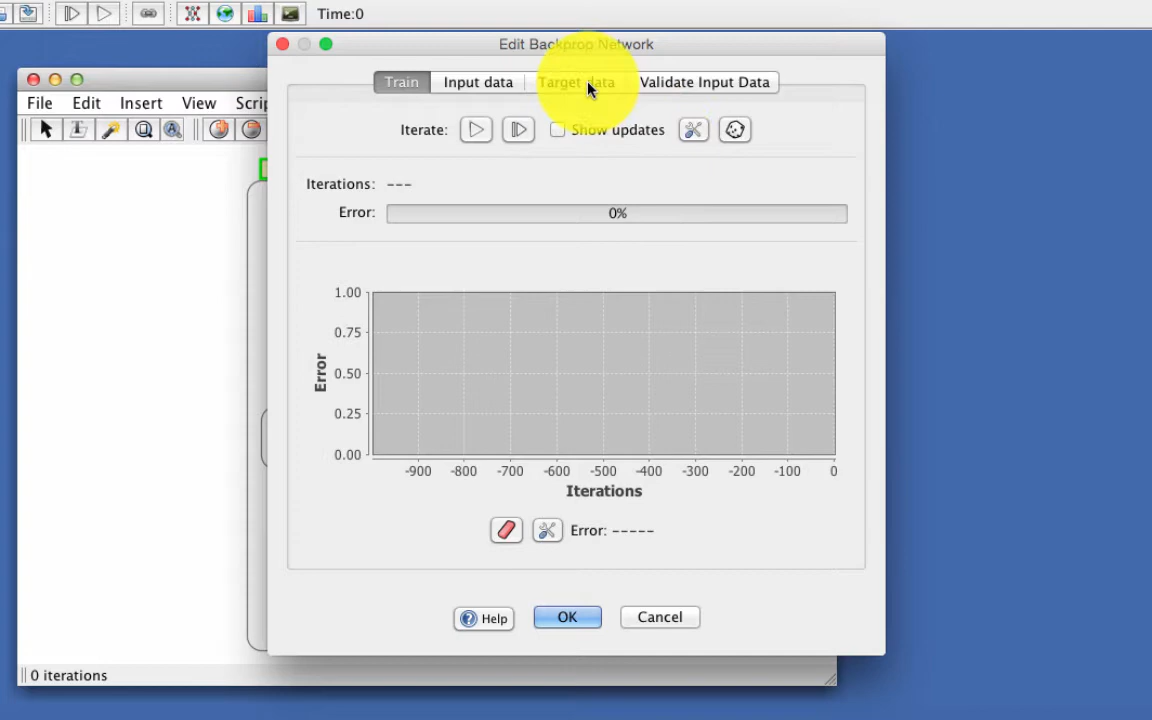 Time:0
Edit Backprop Network
File Edit Insert View Scrip
Train Input data Target data Validate Input Data
Iterate: Show updates
Iterations: ---
Error: 0%
1.00
0.75
0.50
0.25
0.00
Error
-900 -800 -700 -600 -500 -400 -300 -200 -100 0
Iterations
Error: -----
Help OK Cancel
0 iterations